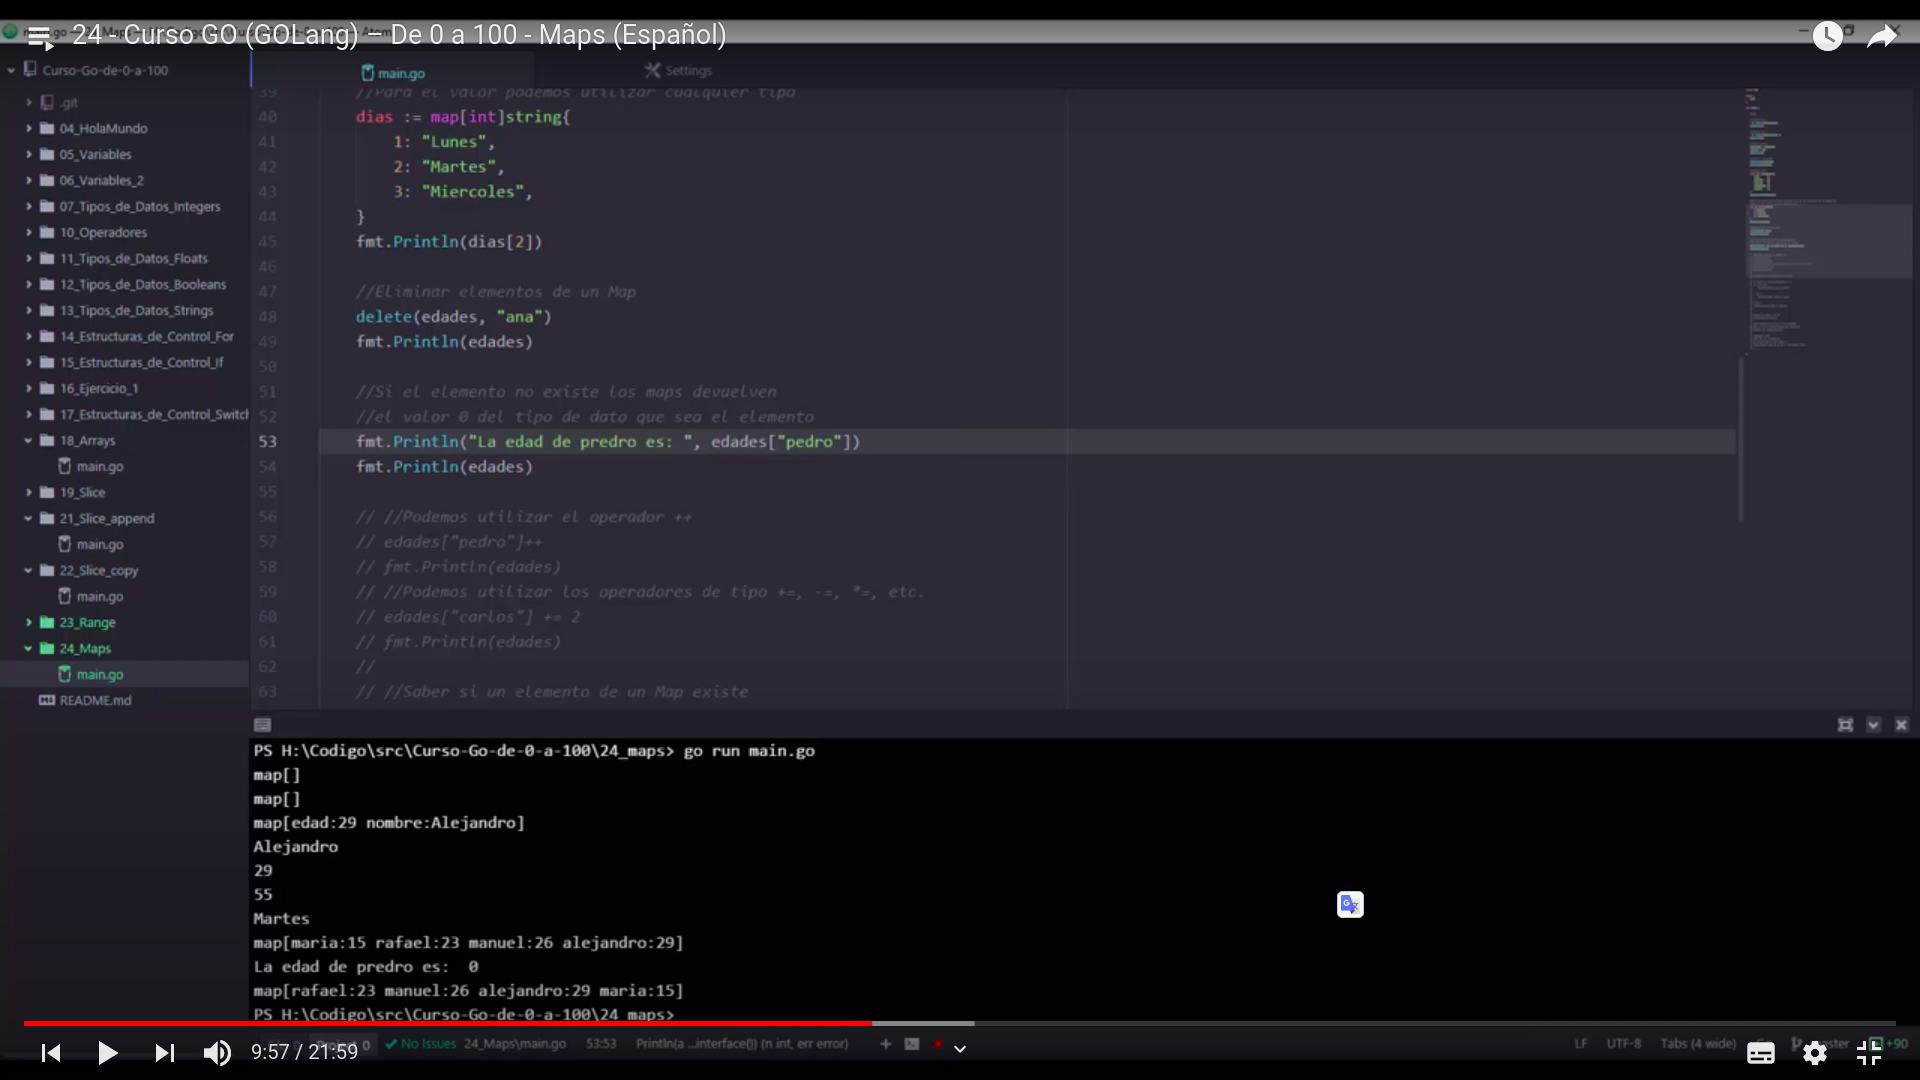 24 - Curso GO (GOLang) – De 0 a 100 - Maps (Español)
Curso-Go-de-0-a-100
main.go
Settings
.git
04_HolaMundo
05_Variables
06_Variables_2
07_Tipos_de_Datos_Integers
10_Operadores
11_Tipos_de_Datos_Floats
12_Tipos_de_Datos_Booleans
13_Tipos_de_Datos_Strings
14_Estructuras_de_Control_For
15_Estructuras_de_Control_If
16_Ejercicio_1
17_Estructuras_de_Control_Switch
18_Arrays
main.go
19_Slice
21_Slice_append
main.go
22_Slice_copy
main.go
23_Range
24_Maps
main.go
README.md
39 //Para el valor podemos utilizar cualquier tipo
40 dias := map[int]string{
41 1: "Lunes",
42 2: "Martes",
43 3: "Miercoles",
44 }
45 fmt.Println(dias[2])
46
47 //Eliminar elementos de un Map
48 delete(edades, "ana")
49 fmt.Println(edades)
50
51 //Si el elemento no existe los maps devuelven
52 //el valor 0 del tipo de dato que sea el elemento
53 fmt.Println("La edad de predro es: ", edades["pedro"])
54 fmt.Println(edades)
55
56 // //Podemos utilizar el operador ++
57 // edades["pedro"]++
58 // fmt.Println(edades)
59 // //Podemos utilizar los operadores de tipo +=, -=, *=, etc.
60 // edades["carlos"] += 2
61 // fmt.Println(edades)
62 //
63 // //Saber si un elemento de un Map existe
PS H:\Codigo\src\Curso-Go-de-0-a-100\24_maps> go run main.go
map[]
map[]
map[edad:29 nombre:Alejandro]
Alejandro
29
55
Martes
map[maria:15 rafael:23 manuel:26 alejandro:29]
La edad de predro es:  0
map[rafael:23 manuel:26 alejandro:29 maria:15]
PS H:\Codigo\src\Curso-Go-de-0-a-100\24_maps>
9:57 / 21:59
No Issues 24_Maps\main.go 53:53 Println(a ...interface{}) (n int, err error)
LF UTF-8 Tabs (4 wide) +90